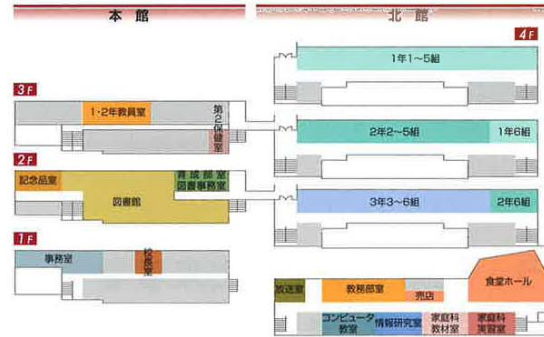 本館
北館
4F
1年1〜5組
3F
1・2年教員室
第2保健室
2年2〜5組
1年6組
2F
記念品室
育成部室
図書事務室
図書館
3年3〜6組
2年6組
1F
事務室
校長室
放送室
教務部室
売店
食堂ホール
コンピュータ
教室
情報研究室
家庭科
教材室
家庭科
実習室